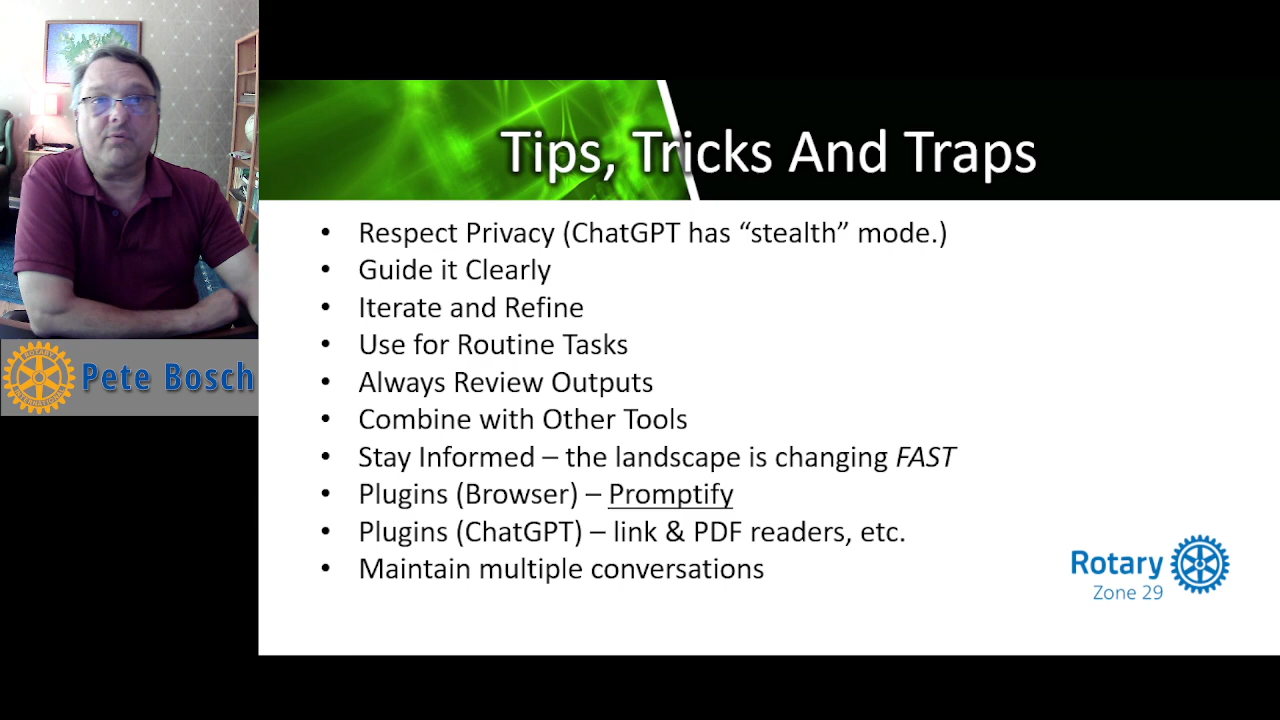 Tips, Tricks And Traps
• Respect Privacy (ChatGPT has “stealth” mode.)
• Guide it Clearly
• Iterate and Refine
• Use for Routine Tasks
• Always Review Outputs
• Combine with Other Tools
• Stay Informed – the landscape is changing FAST
• Plugins (Browser) – Promptify
• Plugins (ChatGPT) – link & PDF readers, etc.
• Maintain multiple conversations
ROTARY
INTERNATIONAL
Pete Bosch
Rotary
Zone 29